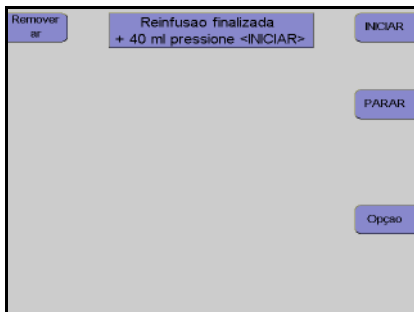 Remover
ar
Reinfusao finalizada
+ 40 ml pressione <INICIAR>
INICIAR
PARAR
Opçao